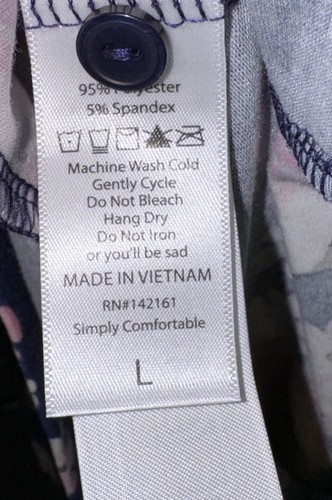 95% Polyester
5% Spandex
Machine Wash Cold
Gently Cycle
Do Not Bleach
Hang Dry
Do Not Iron
or you'll be sad
MADE IN VIETNAM
RN#142161
Simply Comfortable
L